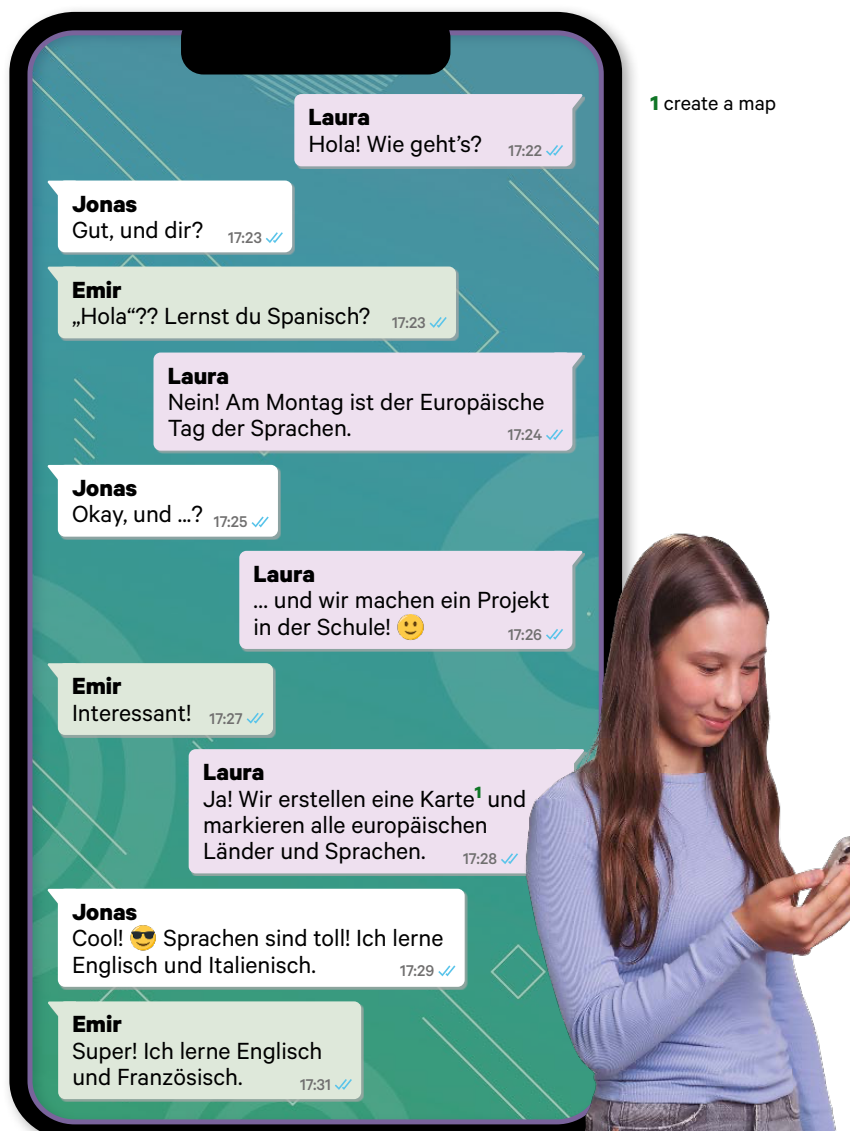 Laura
Hola! Wie geht's? 17:22
1 create a map
Jonas
Gut, und dir? 17:23
Emir
„Hola“?? Lernst du Spanisch? 17:23
Laura
Nein! Am Montag ist der Europäische
Tag der Sprachen. 17:24
Jonas
Okay, und ...? 17:25
Laura
... und wir machen ein Projekt
in der Schule! 🙂 17:26
Emir
Interessant! 17:27
Laura
Ja! Wir erstellen eine Karte¹ und
markieren alle europäischen
Länder und Sprachen. 17:28
Jonas
Cool! 😎 Sprachen sind toll! Ich lerne
Englisch und Italienisch. 17:29
Emir
Super! Ich lerne Englisch
und Französisch. 17:31